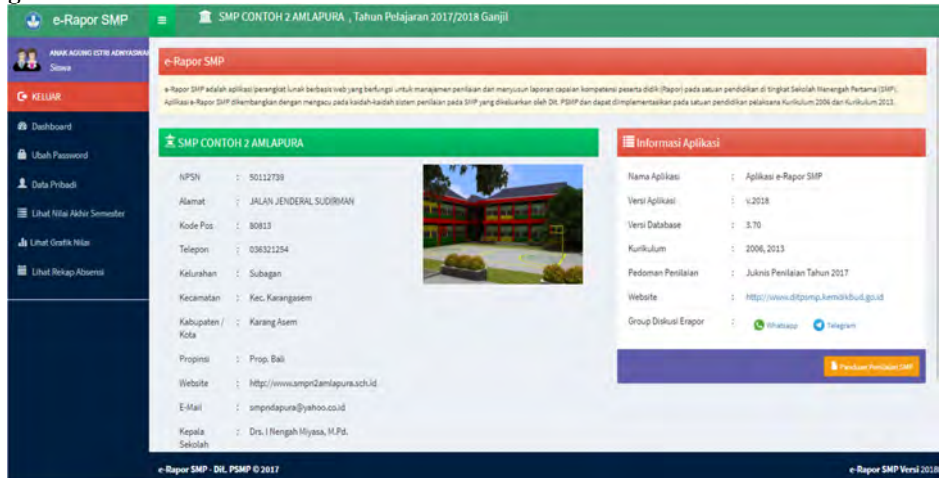 e-Rapor SMP
SMP CONTOH 2 AMLAPURA , Tahun Pelajaran 2017/2018 Ganjil
ANAK AGUNG ISTRI ADNYASWARI
Siswa
KELUAR
Dashboard
Ubah Password
Data Pribadi
Lihat Nilai Akhir Semester
Lihat Grafik Nilai
Lihat Rekap Absensi
e-Rapor SMP
e-Rapor SMP adalah aplikasi/perangkat lunak berbasis web yang berfungsi untuk manajemen penilaian dan menyusun laporan capaian kompetensi peserta didik (Rapor) pada satuan pendidikan di tingkat Sekolah Menengah Pertama (SMP).
Aplikasi e-Rapor SMP dikembangkan dengan mengacu pada kaidah-kaidah sistem penilaian pada SMP yang dikeluarkan oleh Dit. PSMP dan dapat diimplementasikan pada satuan pendidikan pelaksana Kurikulum 2006 dan Kurikulum 2013.
SMP CONTOH 2 AMLAPURA
NPSN : 50112739
Alamat : JALAN JENDERAL SUDIRMAN
Kode Pos : 80813
Telepon : 036321254
Kelurahan : Subagan
Kecamatan : Kec. Karangasem
Kabupaten / : Karang Asem
Kota
Propinsi : Prop. Bali
Website : http://www.smpn2amlapura.sch.id
E-Mail : smpndapura@yahoo.co.id
Kepala : Drs. I Nengah Miyasa, M.Pd.
Sekolah
Informasi Aplikasi
Nama Aplikasi : Aplikasi e-Rapor SMP
Versi Aplikasi : v.2018
Versi Database : 3.70
Kurikulum : 2006, 2013
Pedoman Penilaian : Juknis Penilaian Tahun 2017
Website : http://www.ditpsmp.kemdikbud.go.id
Group Diskusi Erapor : Whatsapp Telegram
Panduan Penilaian SMP
e-Rapor SMP - Dit. PSMP © 2017
e-Rapor SMP Versi 2018